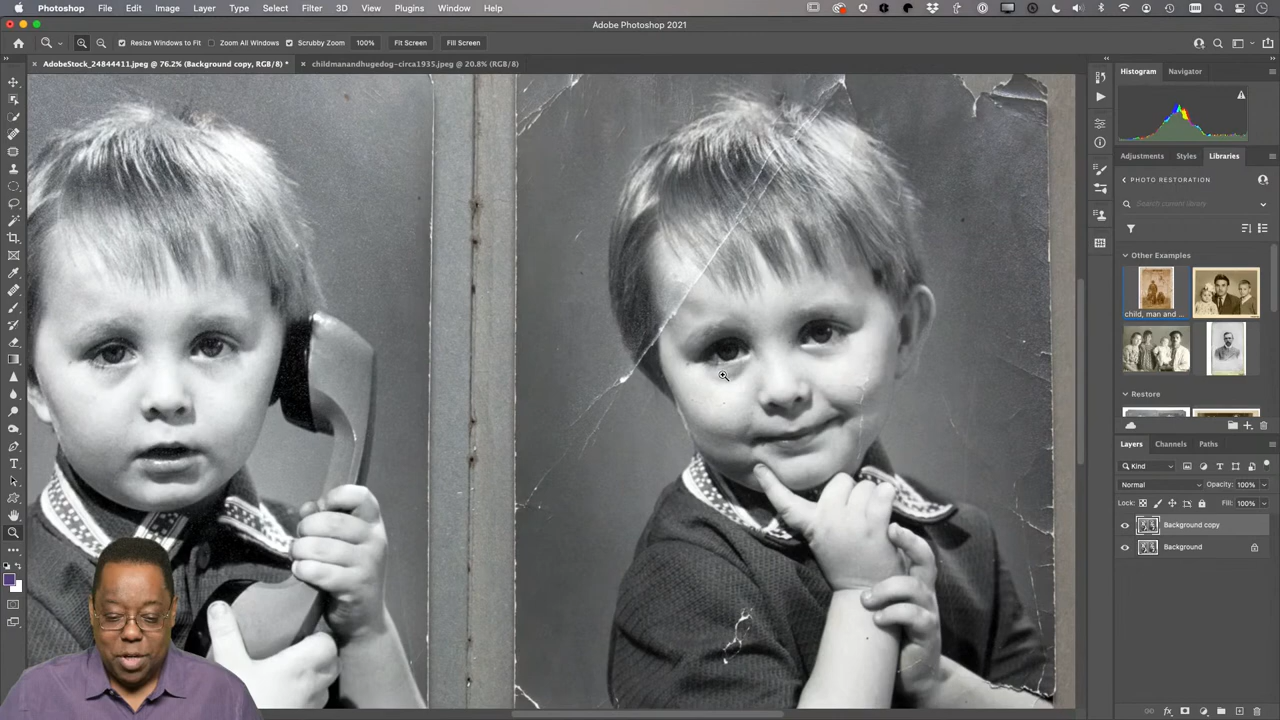 Photoshop File Edit Image Layer Type Select Filter 3D View Plugins Window Help
Adobe Photoshop 2021
Resize Windows to Fit Zoom All Windows Scrubby Zoom 100% Fit Screen Fill Screen
AdobeStock_24844411.jpeg @ 76.2% (Background copy, RGB/8) * childmanandhugedog-circa1935.jpeg @ 20.8% (RGB/8)
Histogram Navigator
Adjustments Styles Libraries
PHOTO RESTORATION
Search current library
Other Examples
child, man and ...
Restore
Layers Channels Paths
Kind
Normal Opacity: 100%
Lock: Fill: 100%
Background copy
Background